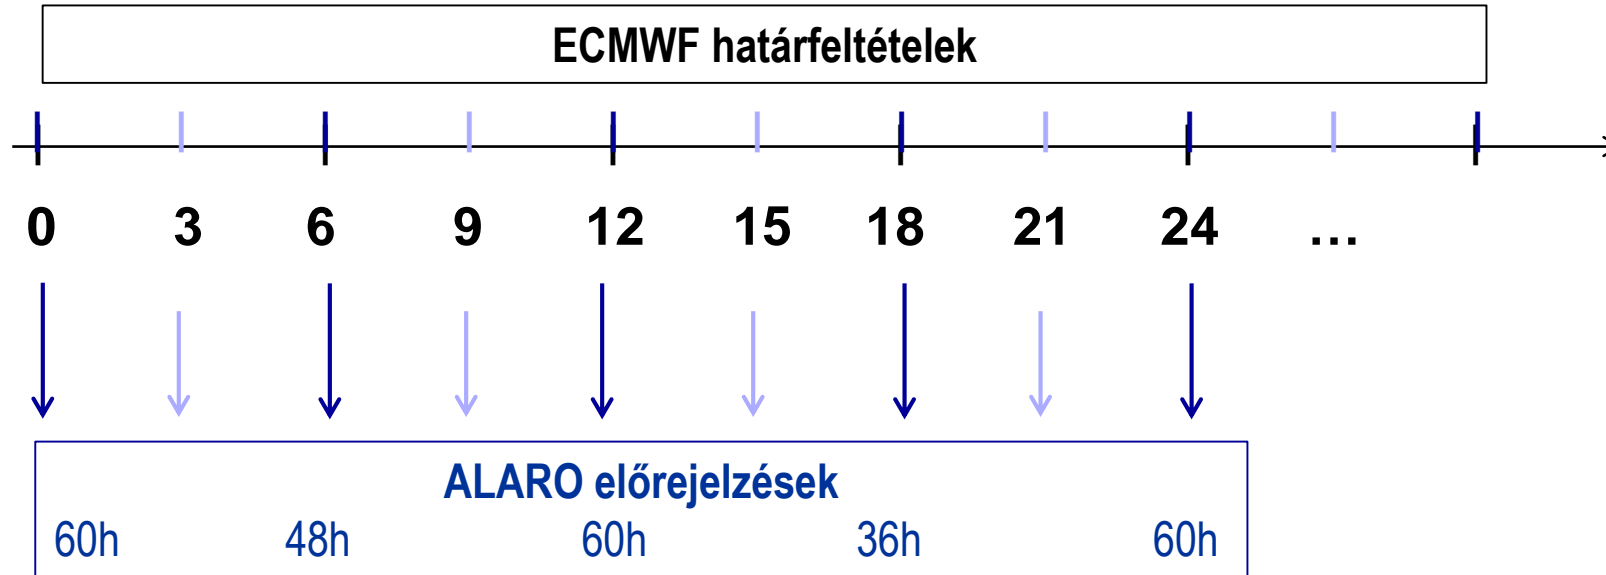 ECMWF határfeltételek
0 3 6 9 12 15 18 21 24 ...
ALARO előrejelzések
60h 48h 60h 36h 60h